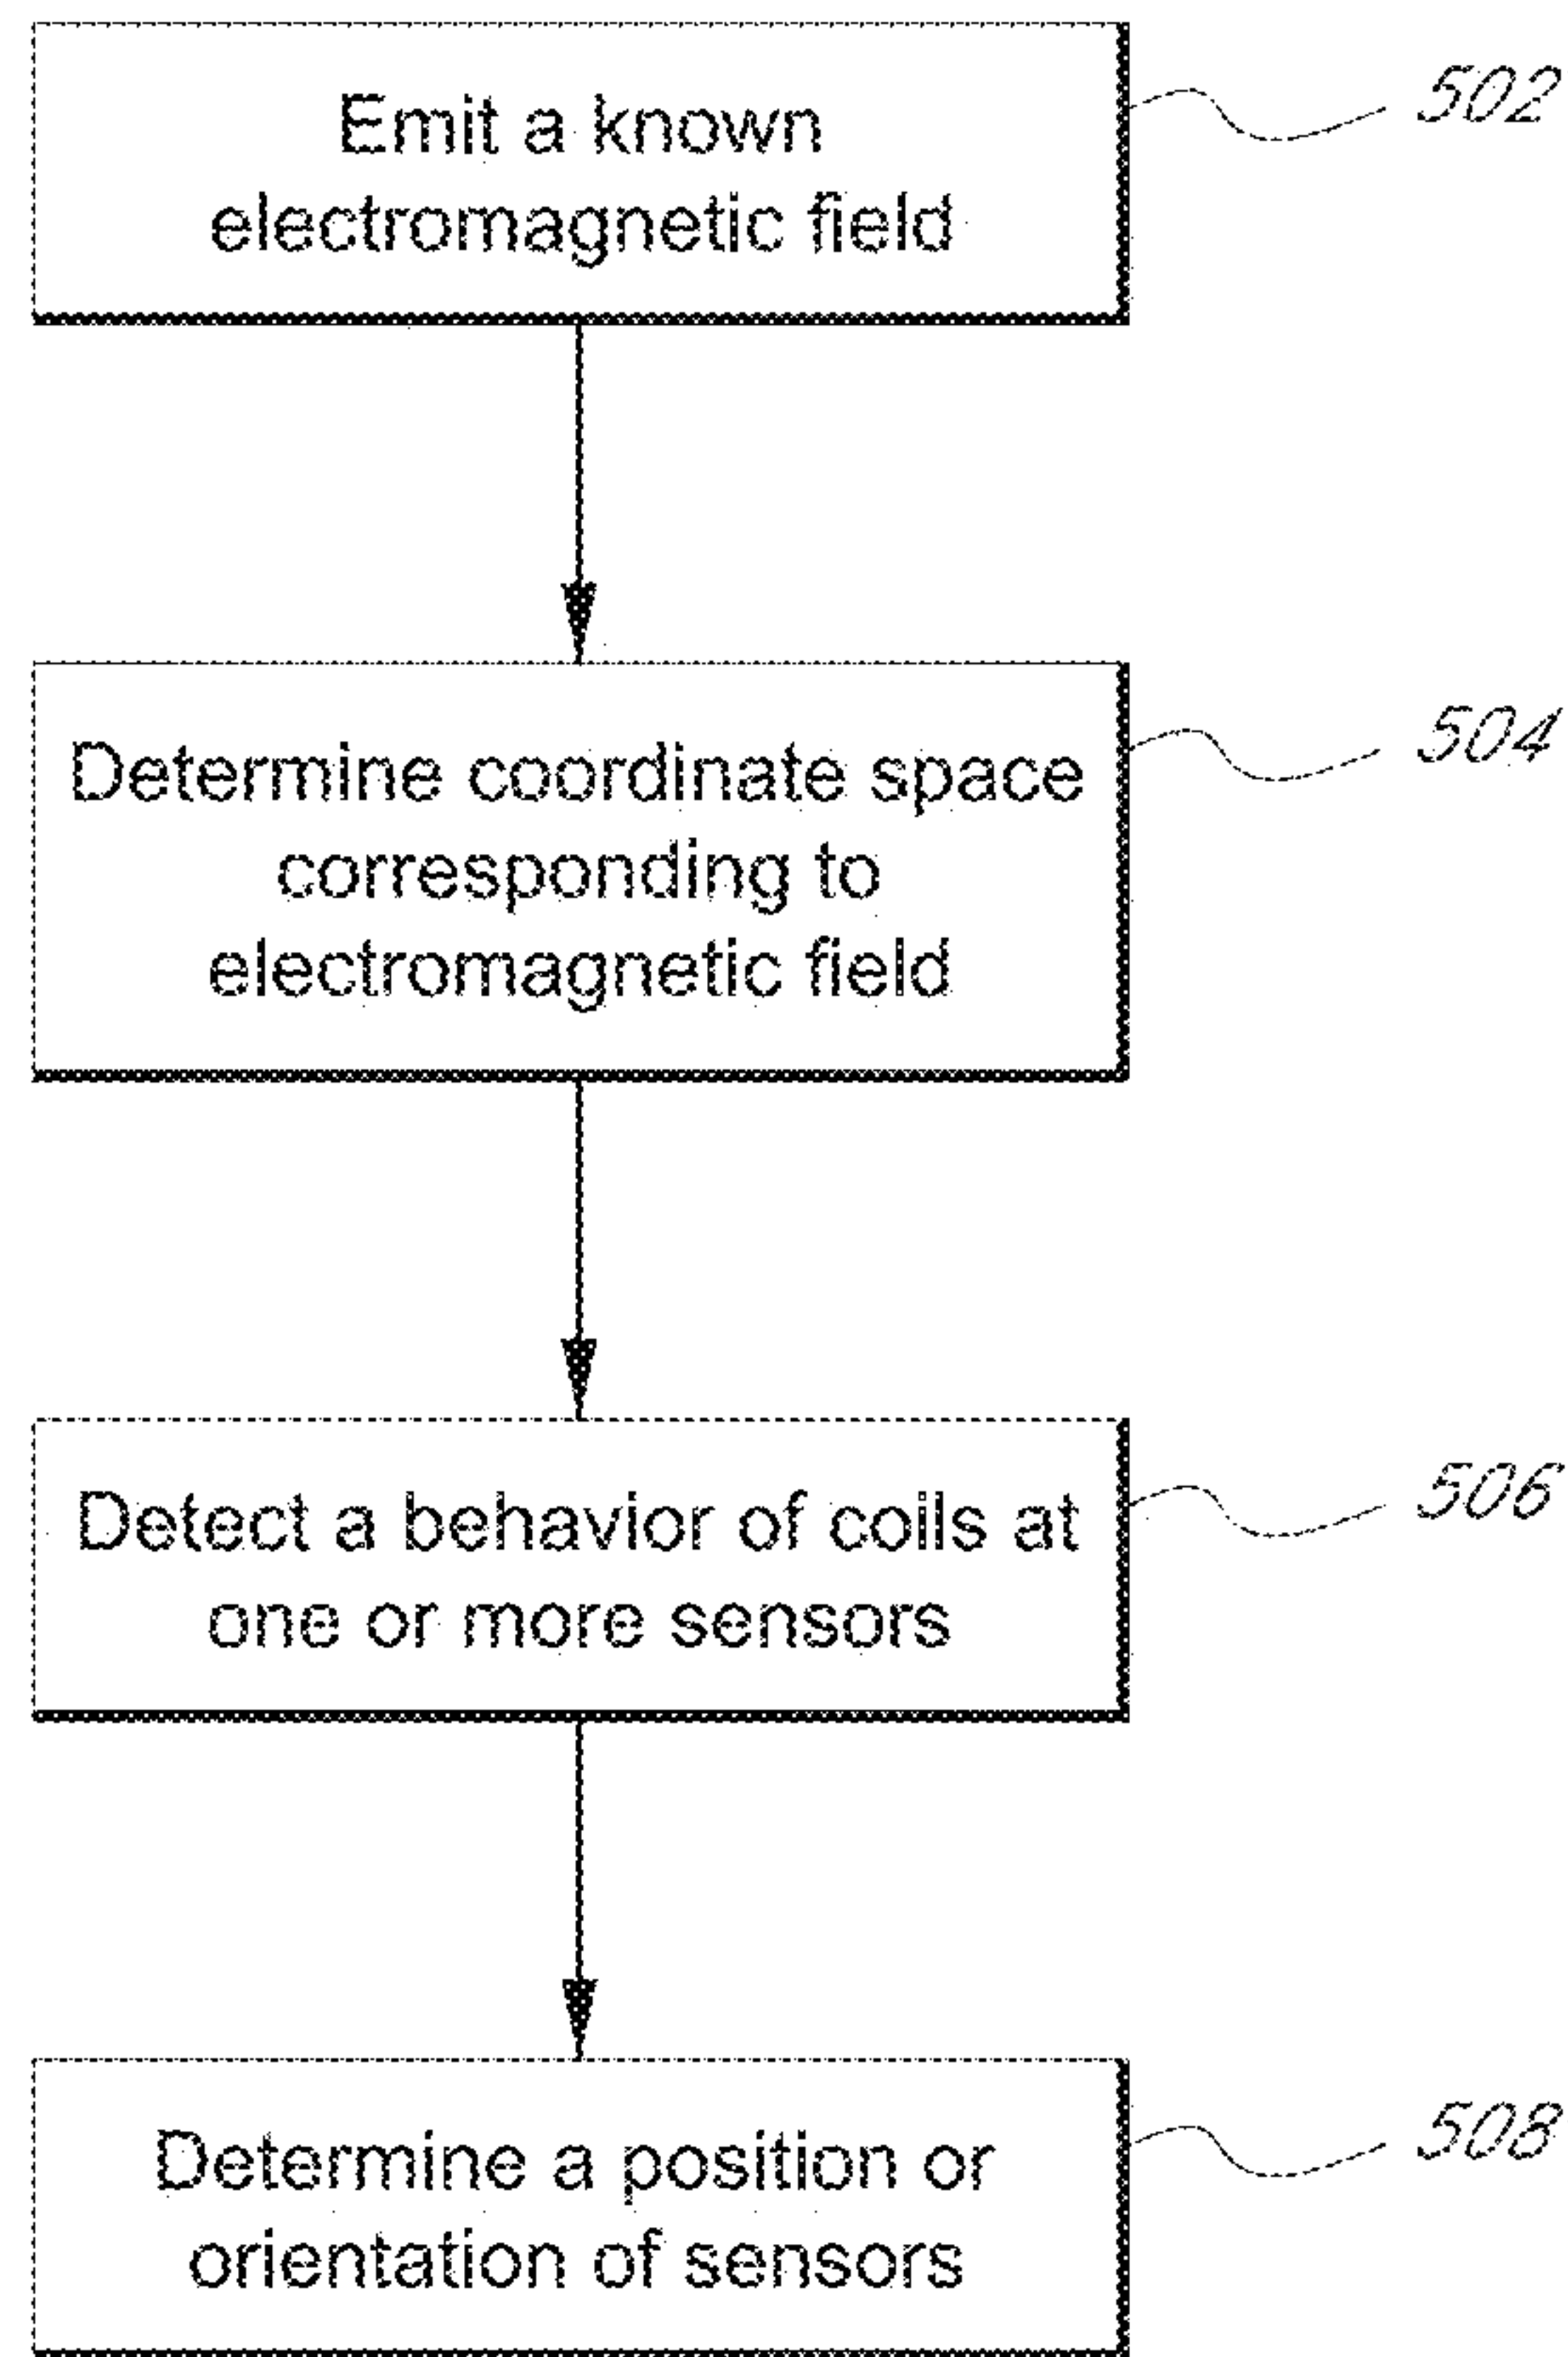 Emit a known
electromagnetic field
502
Determine coordinate space
corresponding to
electromagnetic field
504
Detect a behavior of coils at
one or more sensors
506
Determine a position or
orientation of sensors
508